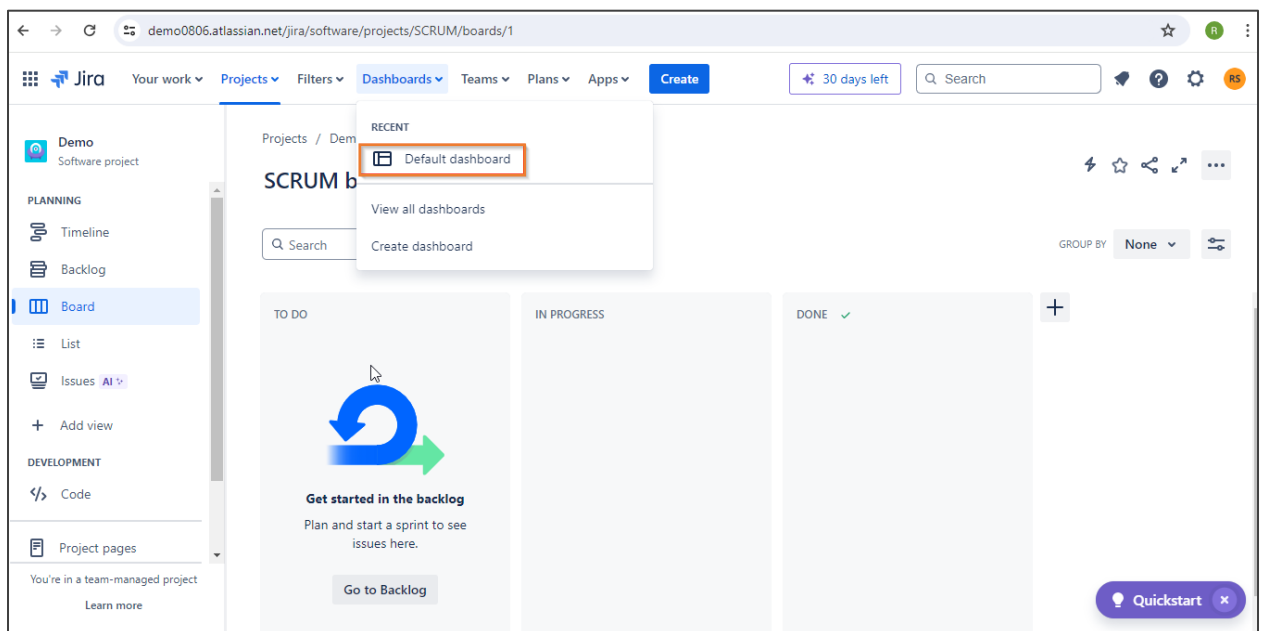 demo0806.atlassian.net/jira/software/projects/SCRUM/boards/1
R
Jira Your work Projects Filters Dashboards Teams Plans Apps Create 30 days left Search RS
Demo
Software project
PLANNING
Timeline
Backlog
Board
List
Issues AI
Add view
DEVELOPMENT
Code
Project pages
You're in a team-managed project
Learn more
Projects / Dem
SCRUM b
Search
RECENT
Default dashboard
View all dashboards
Create dashboard
GROUP BY None
TO DO
IN PROGRESS
DONE
Get started in the backlog
Plan and start a sprint to see
issues here.
Go to Backlog
Quickstart